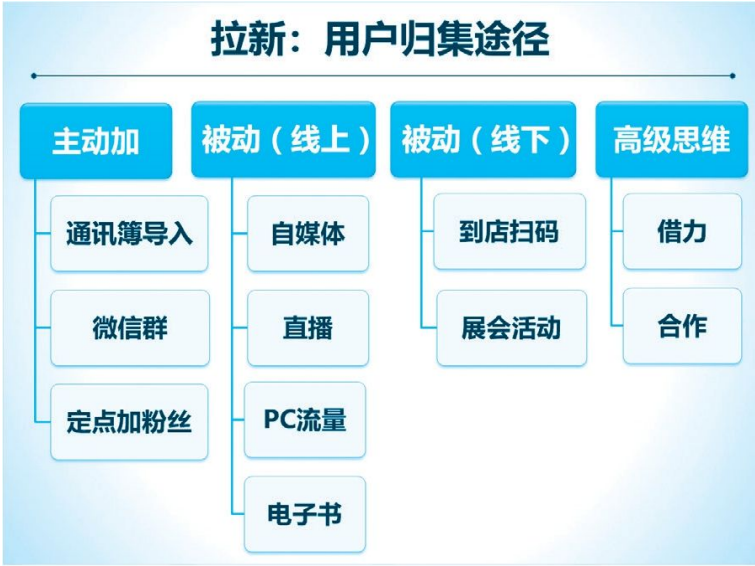 拉新：用户归集途径
主动加
通讯簿导入
微信群
定点加粉丝
被动（线上）
自媒体
直播
PC流量
电子书
被动（线下）
到店扫码
展会活动
高级思维
借力
合作